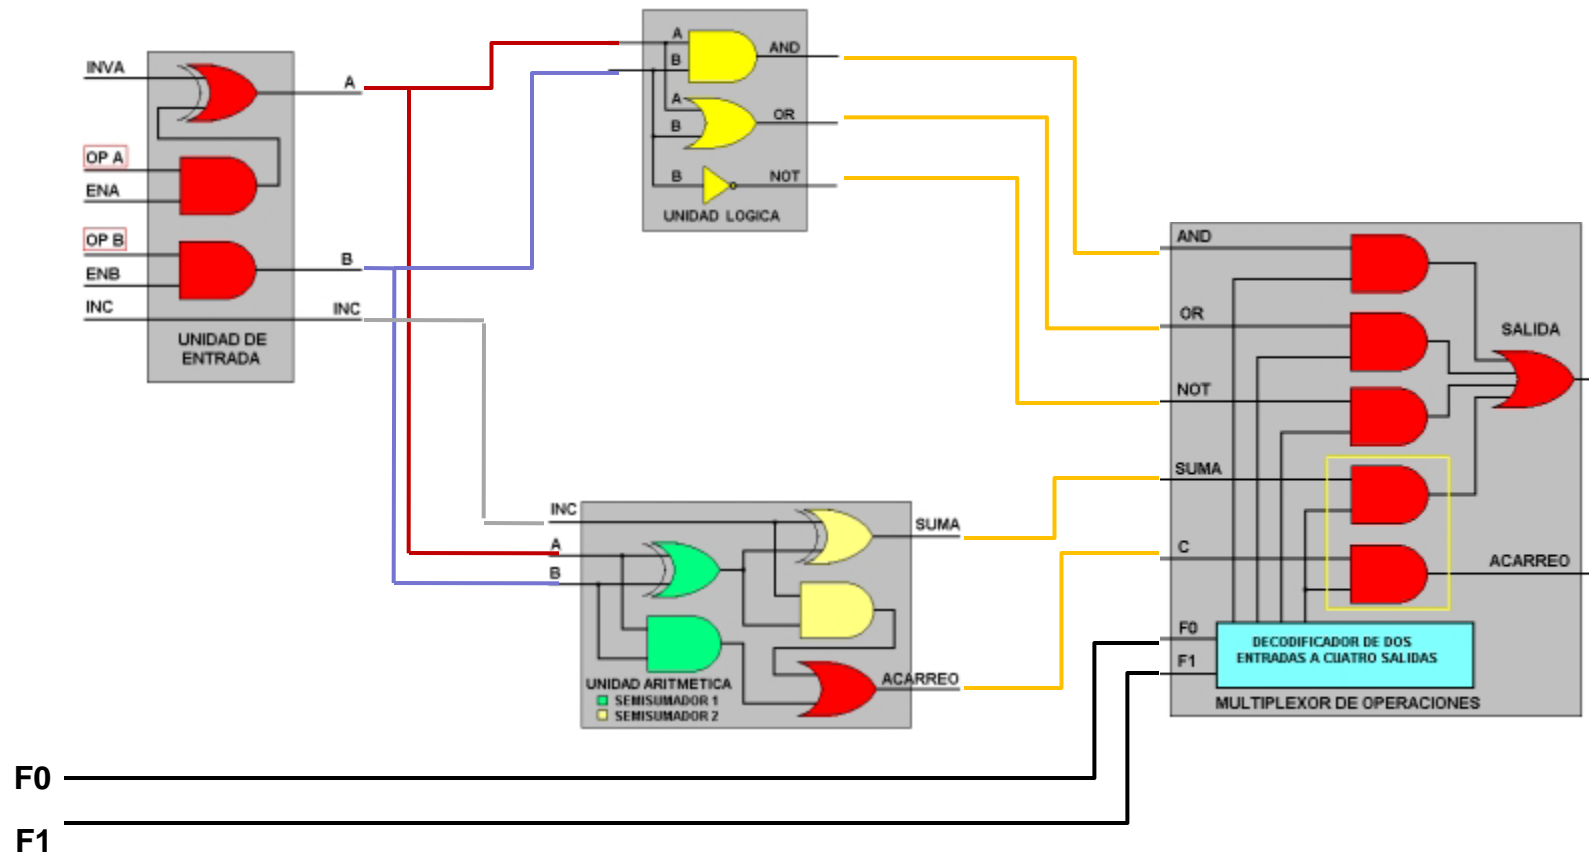 INVA
A
OP A
ENA
OP B
B
ENB
INC
INC
UNIDAD DE
ENTRADA
A
AND
B
A
OR
B
B
NOT
UNIDAD LOGICA
INC
SUMA
A
B
ACARREO
UNIDAD ARITMETICA
SEMISUMADOR 1
SEMISUMADOR 2
AND
OR
SALIDA
NOT
SUMA
C
ACARREO
F0
DECODIFICADOR DE DOS
ENTRADAS A CUATRO SALIDAS
F1
MULTIPLEXOR DE OPERACIONES
F0
F1